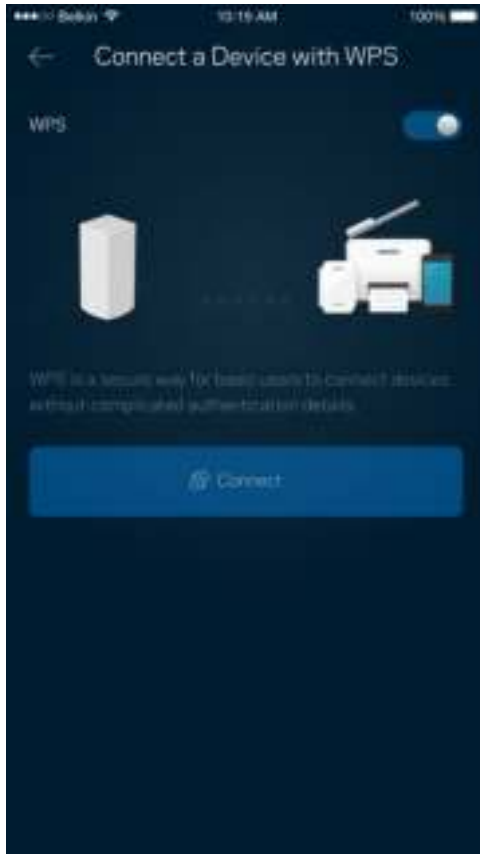 Belkin 10:19 AM 100%
Connect a Device with WPS
WPS
WPS is a secure way for basic users to connect devices
without complicated authentication details.
Connect